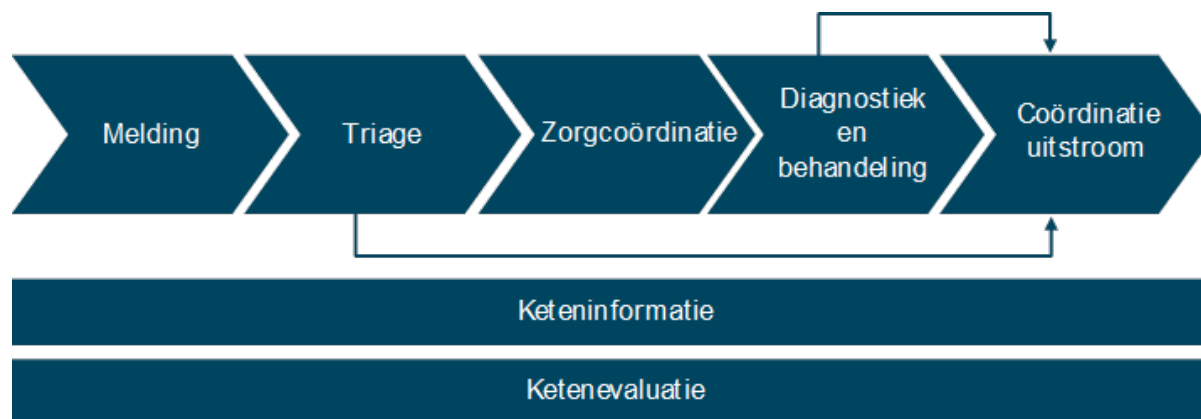 Melding
Triage
Zorgcoördinatie
Diagnostiek
en
behandeling
Coördinatie
uitstroom
Keteninformatie
Ketenevaluatie